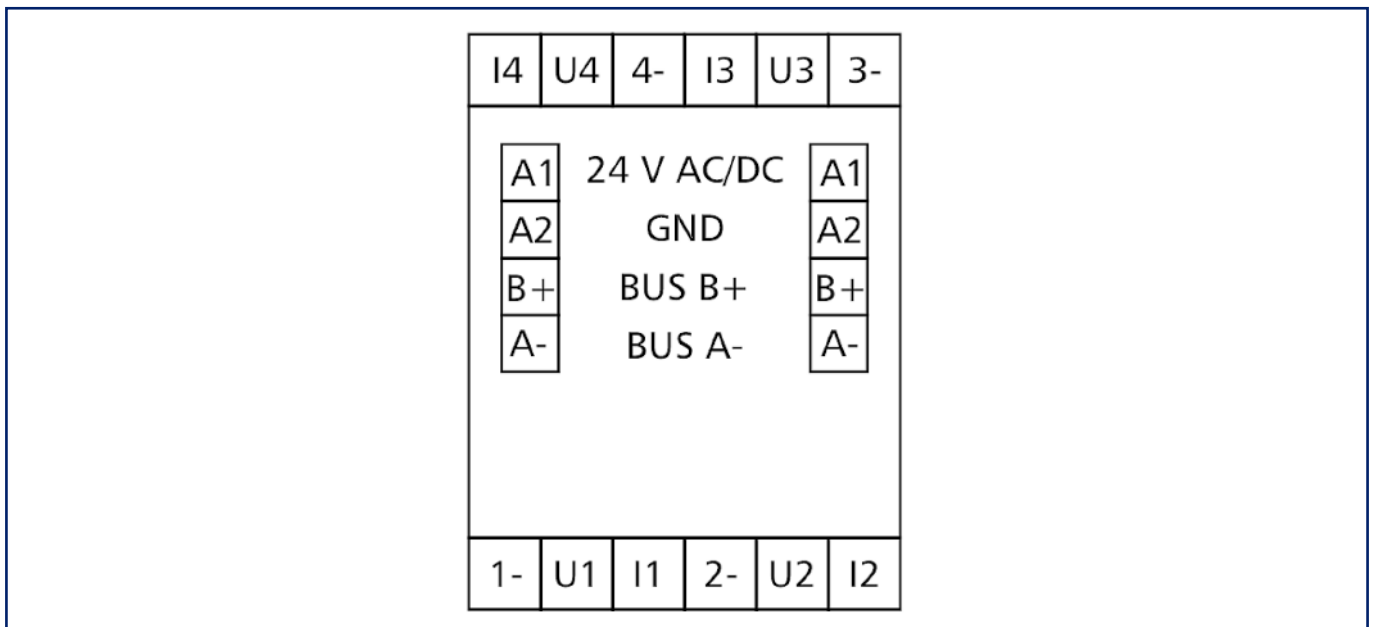 I4 U4 4- I3 U3 3-
A1 24 V AC/DC A1
A2 GND A2
B+ BUS B+ B+
A- BUS A- A-
1- U1 I1 2- U2 I2